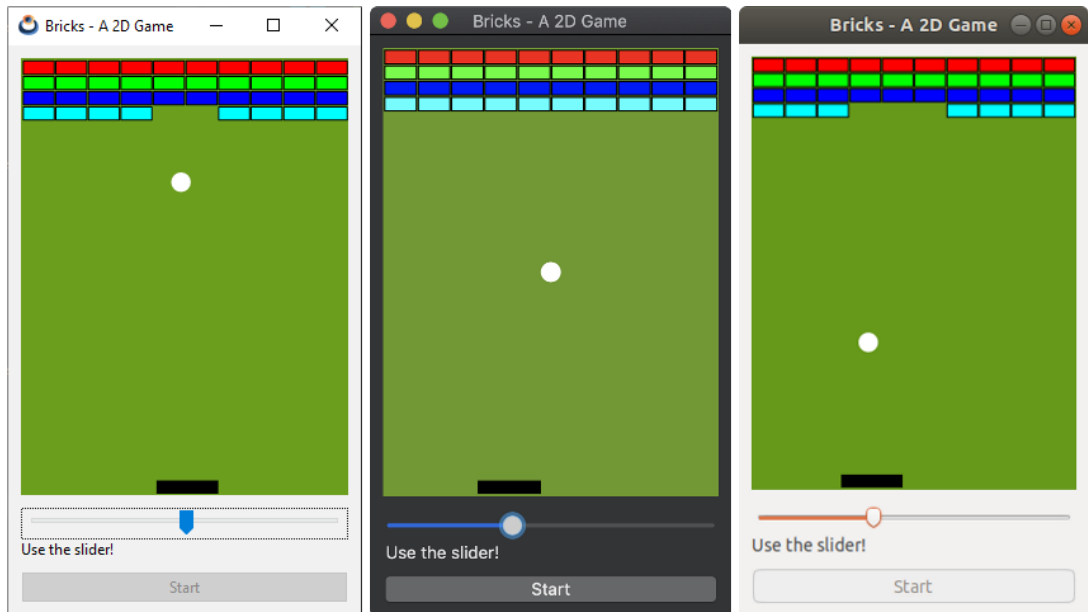 Bricks - A 2D Game
Use the slider!
Start
Bricks - A 2D Game
Use the slider!
Start
Bricks - A 2D Game
Use the slider!
Start